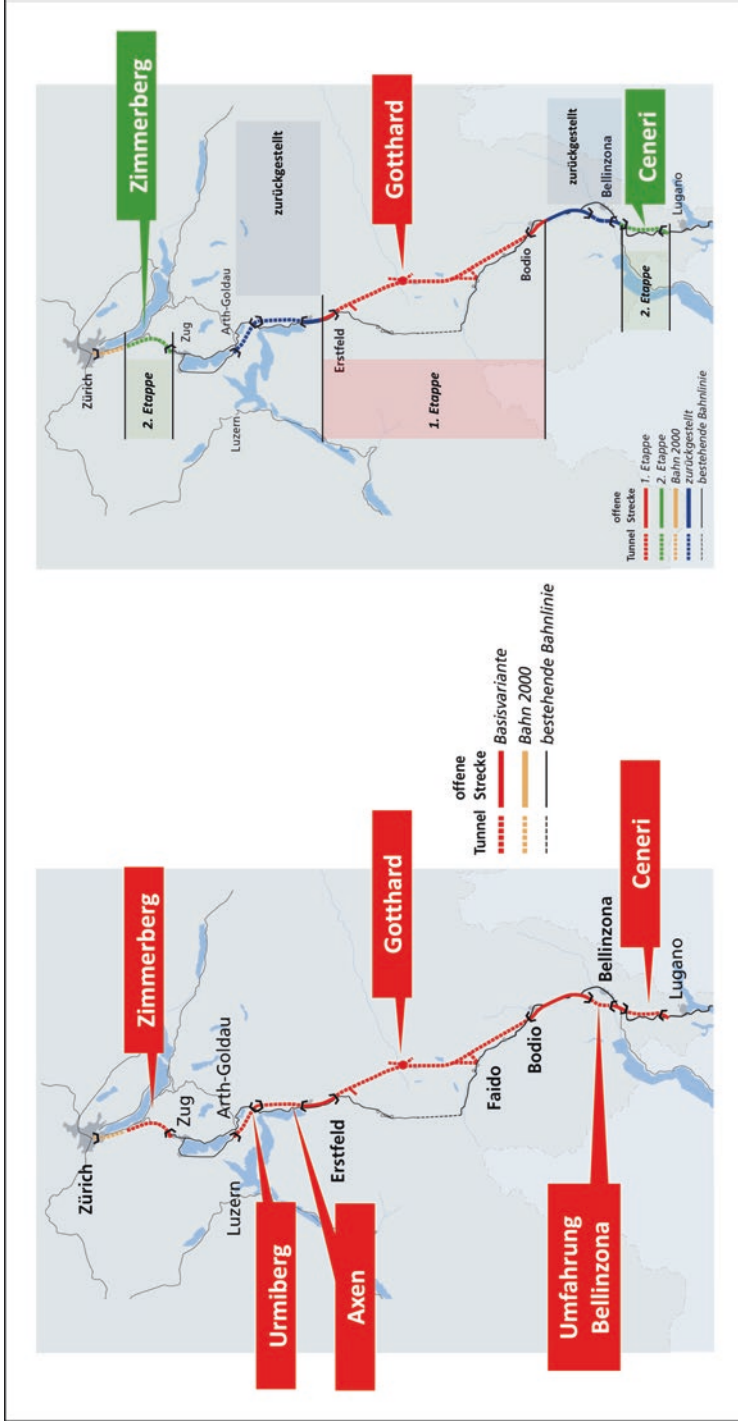 Zürich
Zimmerberg
Zug
Arth-Goldau
Luzern
Urmiberg
Axen
Erstfeld
Gotthard
Faido
Bodio
Bellinzona
Umfahrung
Bellinzona
Ceneri
Lugano
offene
Tunnel Strecke
Basisvariante
Bahn 2000
bestehende Bahnlinie
Zürich
Zimmerberg
2. Etappe
Zug
Arth-Goldau
Luzern
zurückgestellt
Erstfeld
Gotthard
1. Etappe
Bodio
zurückgestellt
Bellinzona
2. Etappe
Ceneri
Lugano
offene
Tunnel Strecke
1. Etappe
2. Etappe
Bahn 2000
zurückgestellt
bestehende Bahnlinie